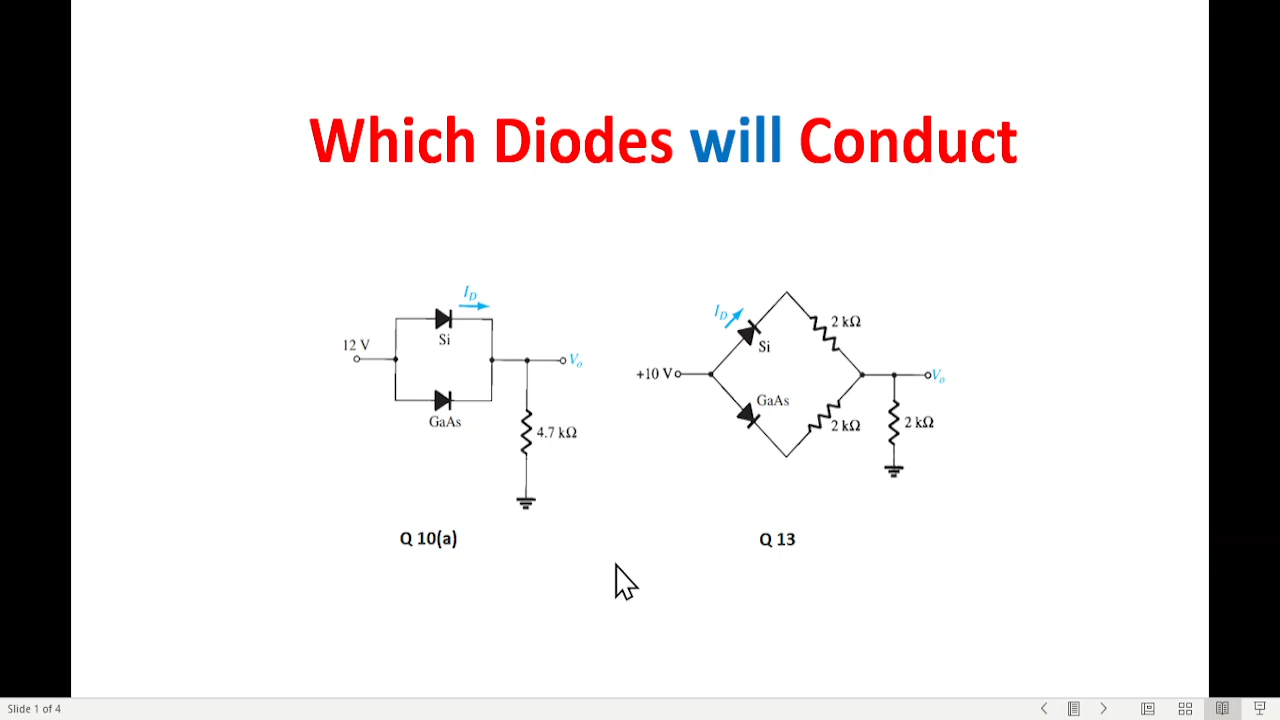 Which Diodes will Conduct
I_D
Si
12 V
V_o
GaAs
4.7 kΩ
Q 10(a)
I_D
2 kΩ
Si
+10 V
V_o
GaAs
2 kΩ
2 kΩ
Q 13
Slide 1 of 4